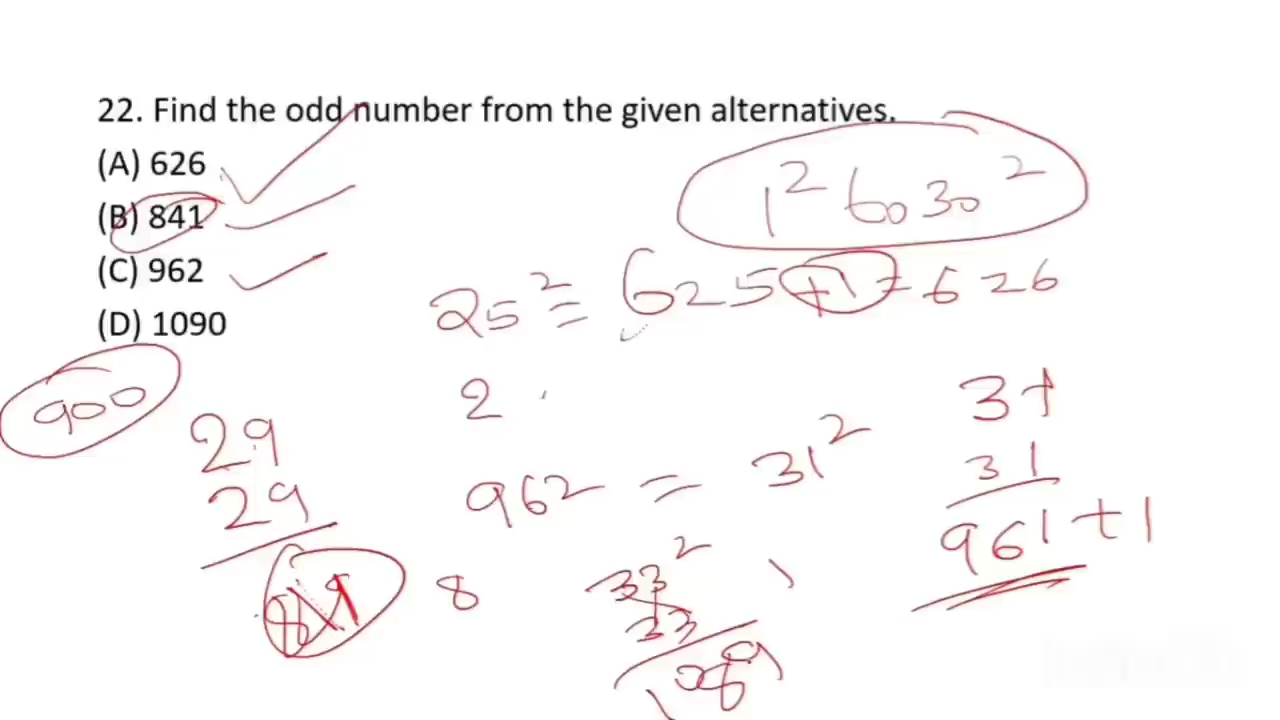 22. Find the odd number from the given alternatives.
(A) 626
(B) 841
(C) 962
(D) 1090
1² to 30²
25² = 625 +1 = 626
900
2
29
29
962 = 31²
31
31
961 + 1
8
33²
33
1089